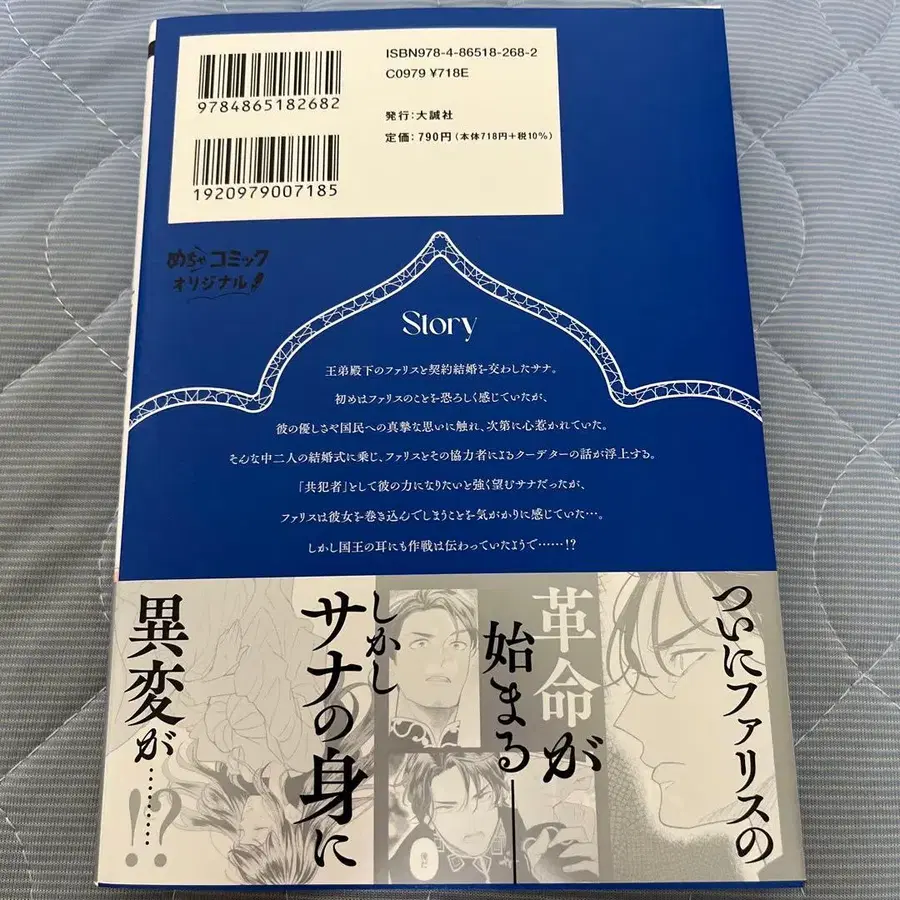 ISBN978-4-86518-268-2
C0979 ¥718E
9784865182682
発行：大誠社
定価：790円（本体718円＋税10%）
1920979007185
めちゃコミック
オリジナル!!
Story
王弟殿下のファリスと契約結婚を交わしたサナ。
初めはファリスのことを恐ろしく感じていたが、
彼の優しさや国民への真摯な思いに触れ、次第に心惹かれていた。
そんな中二人の結婚式に乗じ、ファリスとその協力者によるクーデターの話が浮上する。
「共犯者」として彼の力になりたいと強く望むサナだったが、
ファリスは彼女を巻き込んでしまうことを気がかりに感じていた…。
しかし国王の耳にも作戦は伝わっていたようで……!?
ついにファリスの
革命が
始まる――
しかし
サナの身に
異変が………!?
僕だ